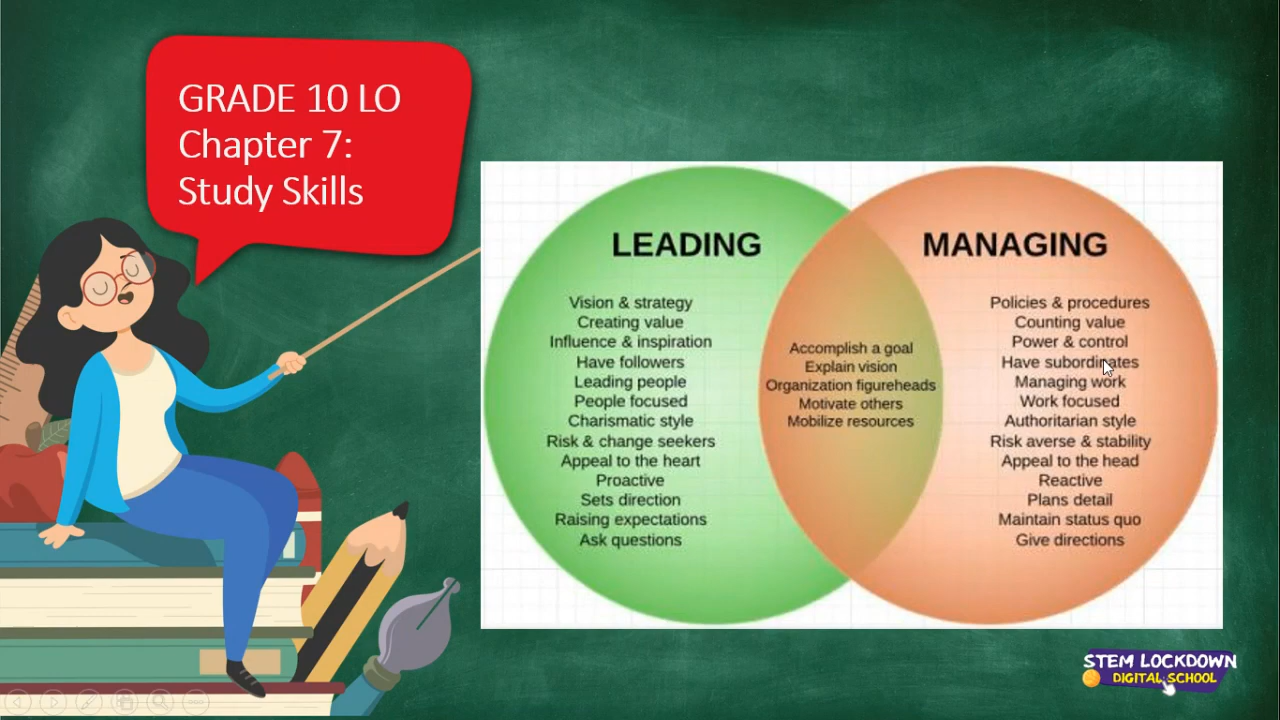 GRADE 10 LO
Chapter 7:
Study Skills
LEADING
Vision & strategy
Creating value
Influence & inspiration
Have followers
Leading people
People focused
Charismatic style
Risk & change seekers
Appeal to the heart
Proactive
Sets direction
Raising expectations
Ask questions
Accomplish a goal
Explain vision
Organization figureheads
Motivate others
Mobilize resources
MANAGING
Policies & procedures
Counting value
Power & control
Have subordinates
Managing work
Work focused
Authoritarian style
Risk averse & stability
Appeal to the head
Reactive
Plans detail
Maintain status quo
Give directions
STEM LOCKDOWN
DIGITAL SCHOOL